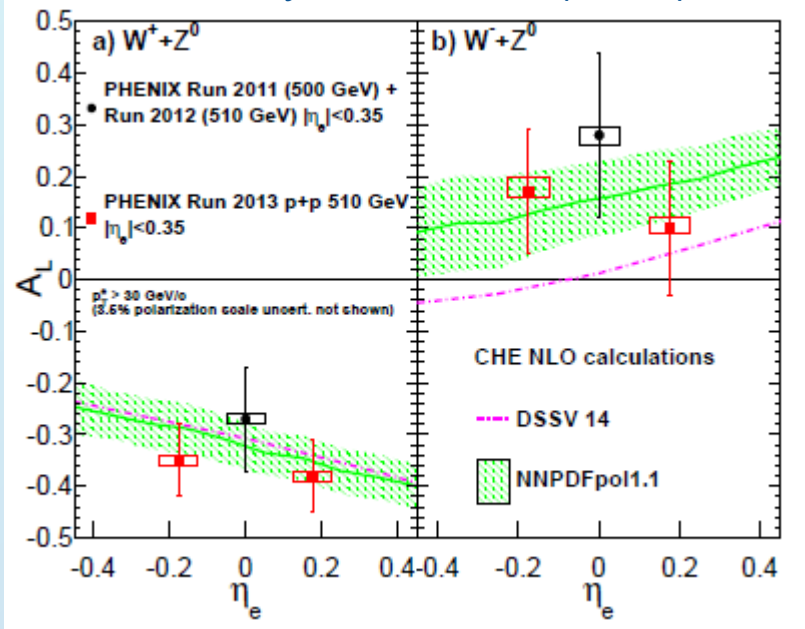 a) W⁺+Z⁰
PHENIX Run 2011 (500 GeV) +
Run 2012 (510 GeV) |ηₑ|<0.35
PHENIX Run 2013 p+p 510 GeV
|ηₑ|<0.35
> 30 GeV/c
(3.5% polarization scale uncert. not shown)
b) W⁻+Z⁰
CHE NLO calculations
DSSV 14
NNPDFpol1.1
A_L
0.5
0.4
0.3
0.2
0.1
0
-0.1
-0.2
-0.3
-0.4
-0.5
-0.4 -0.2 0 0.2 0.4
-0.4 -0.2 0 0.2 0.4
ηₑ
ηₑ